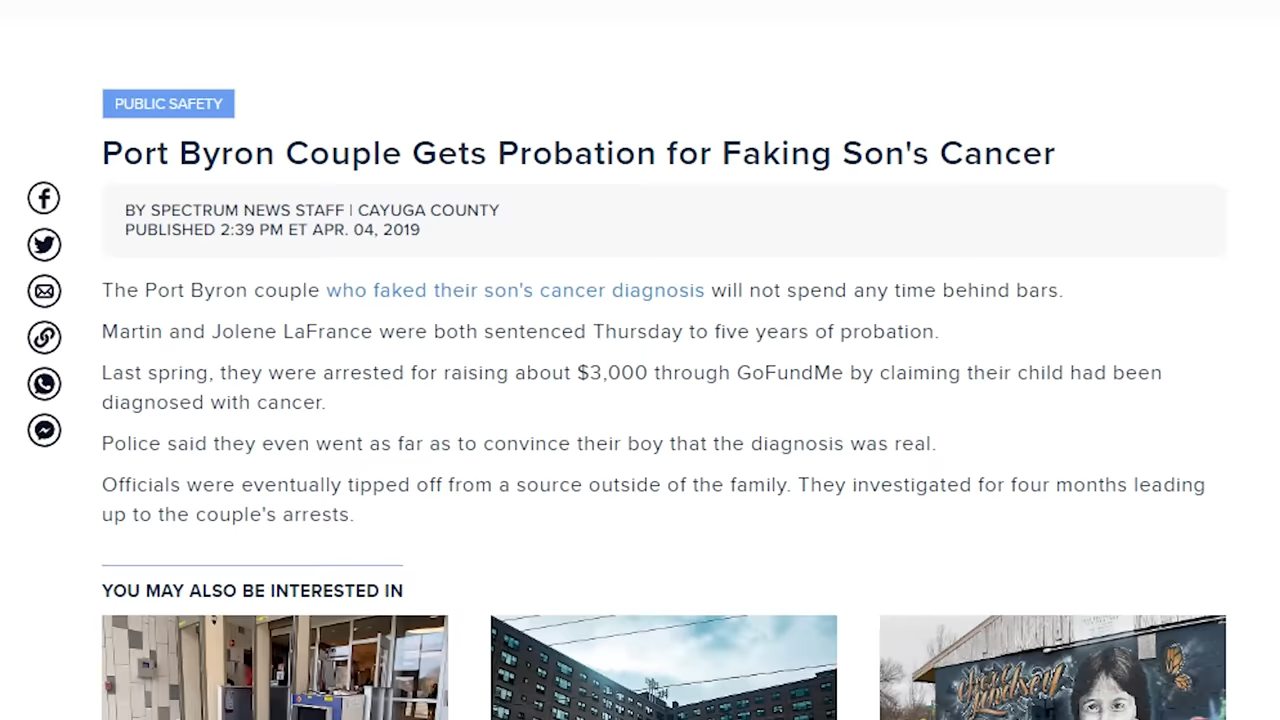 PUBLIC SAFETY
Port Byron Couple Gets Probation for Faking Son's Cancer
BY SPECTRUM NEWS STAFF | CAYUGA COUNTY
PUBLISHED 2:39 PM ET APR. 04, 2019
The Port Byron couple who faked their son's cancer diagnosis will not spend any time behind bars.
Martin and Jolene LaFrance were both sentenced Thursday to five years of probation.
Last spring, they were arrested for raising about $3,000 through GoFundMe by claiming their child had been
diagnosed with cancer.
Police said they even went as far as to convince their boy that the diagnosis was real.
Officials were eventually tipped off from a source outside of the family. They investigated for four months leading
up to the couple's arrests.
YOU MAY ALSO BE INTERESTED IN
Lindsey